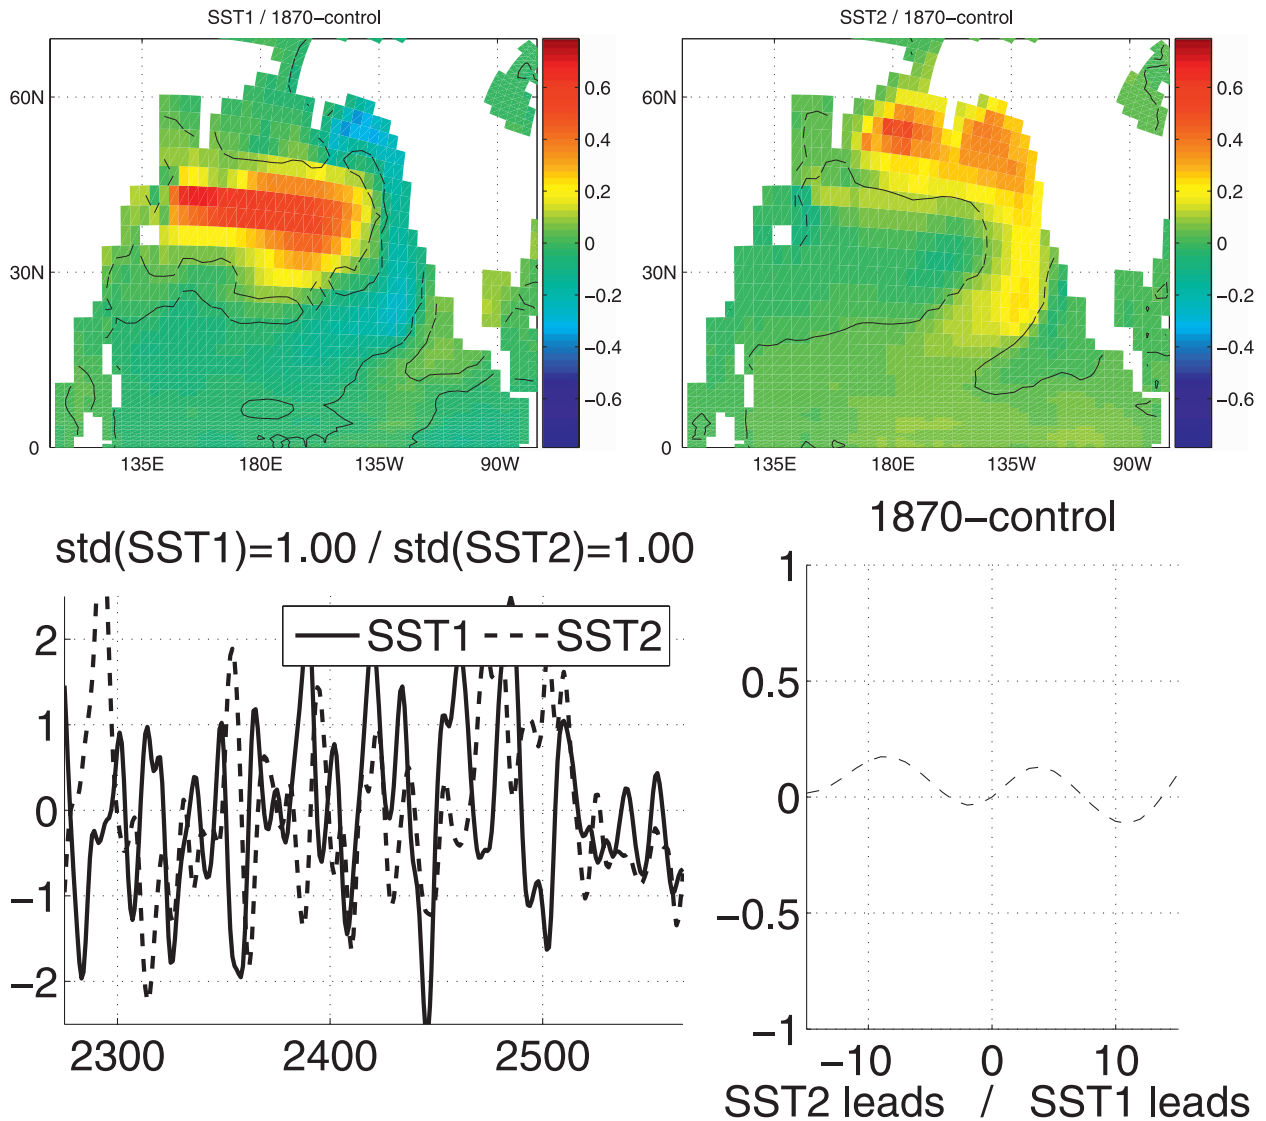 SST1 / 1870−control
SST2 / 1870−control
60N
30N
0
135E 180E 135W 90W
0.6
0.4
0.2
0
−0.2
−0.4
−0.6
60N
30N
0
135E 180E 135W 90W
0.6
0.4
0.2
0
−0.2
−0.4
−0.6
std(SST1)=1.00 / std(SST2)=1.00
SST1 SST2
2
1
0
−1
−2
2300 2400 2500
1870−control
1
0.5
0
−0.5
−1
−10 0 10
SST2 leads / SST1 leads